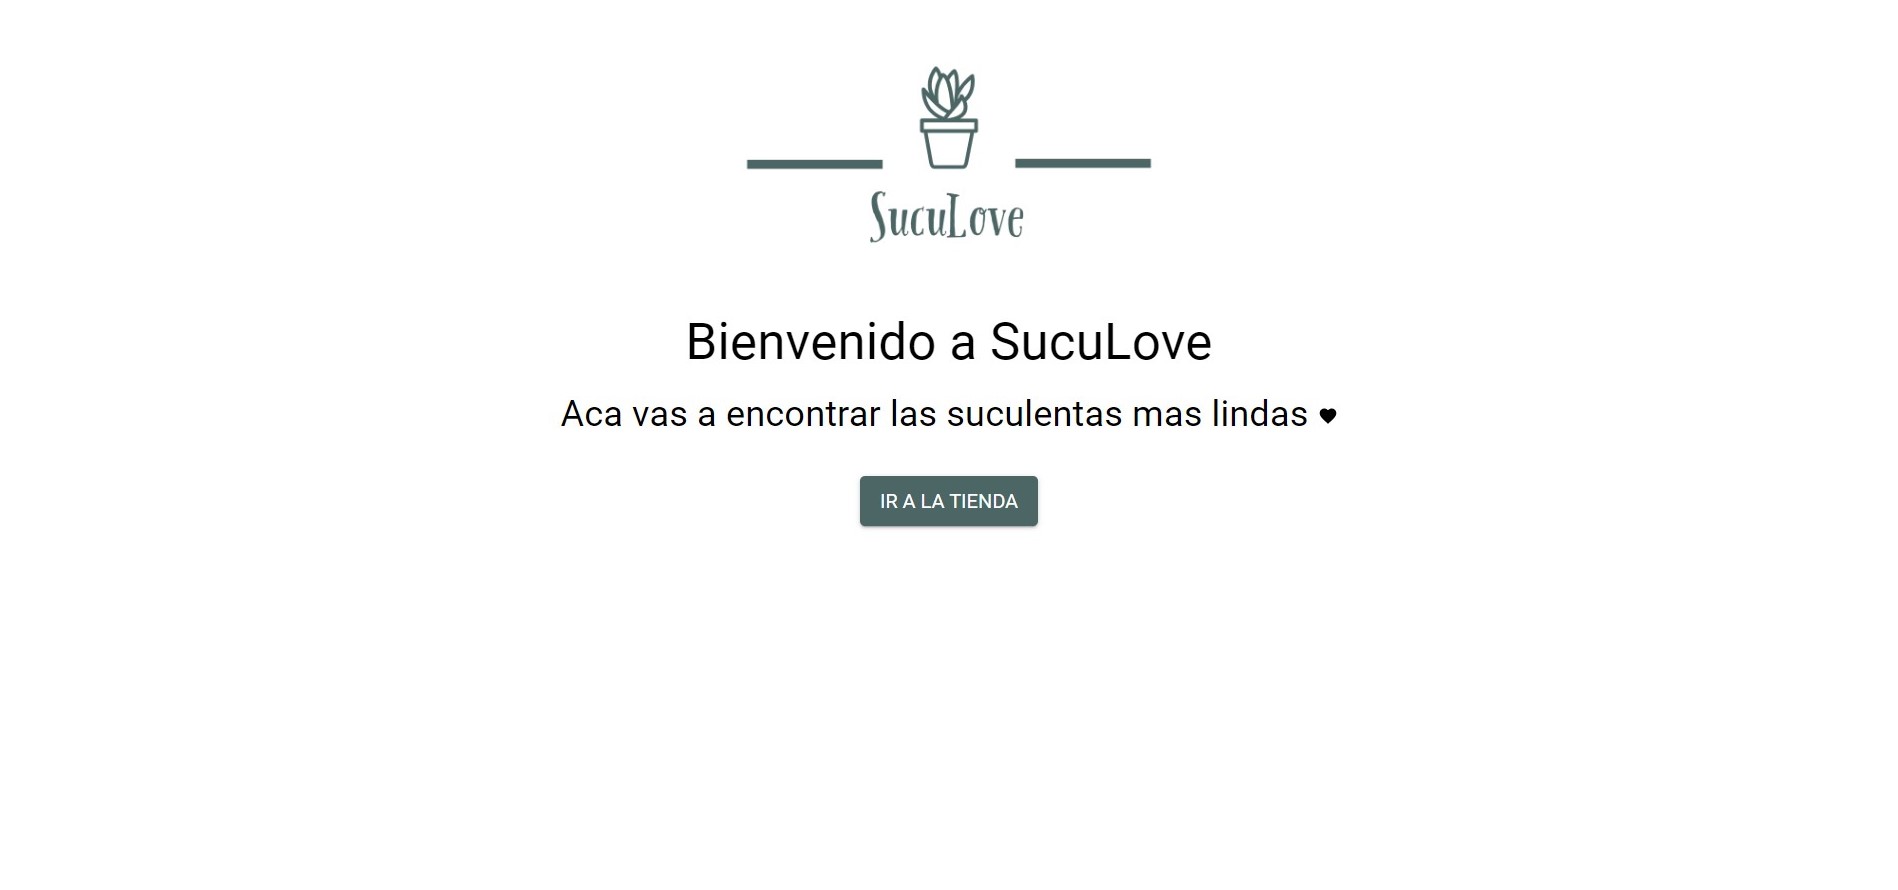 SucuLove
Bienvenido a SucuLove
Aca vas a encontrar las suculentas mas lindas ♥
IR A LA TIENDA